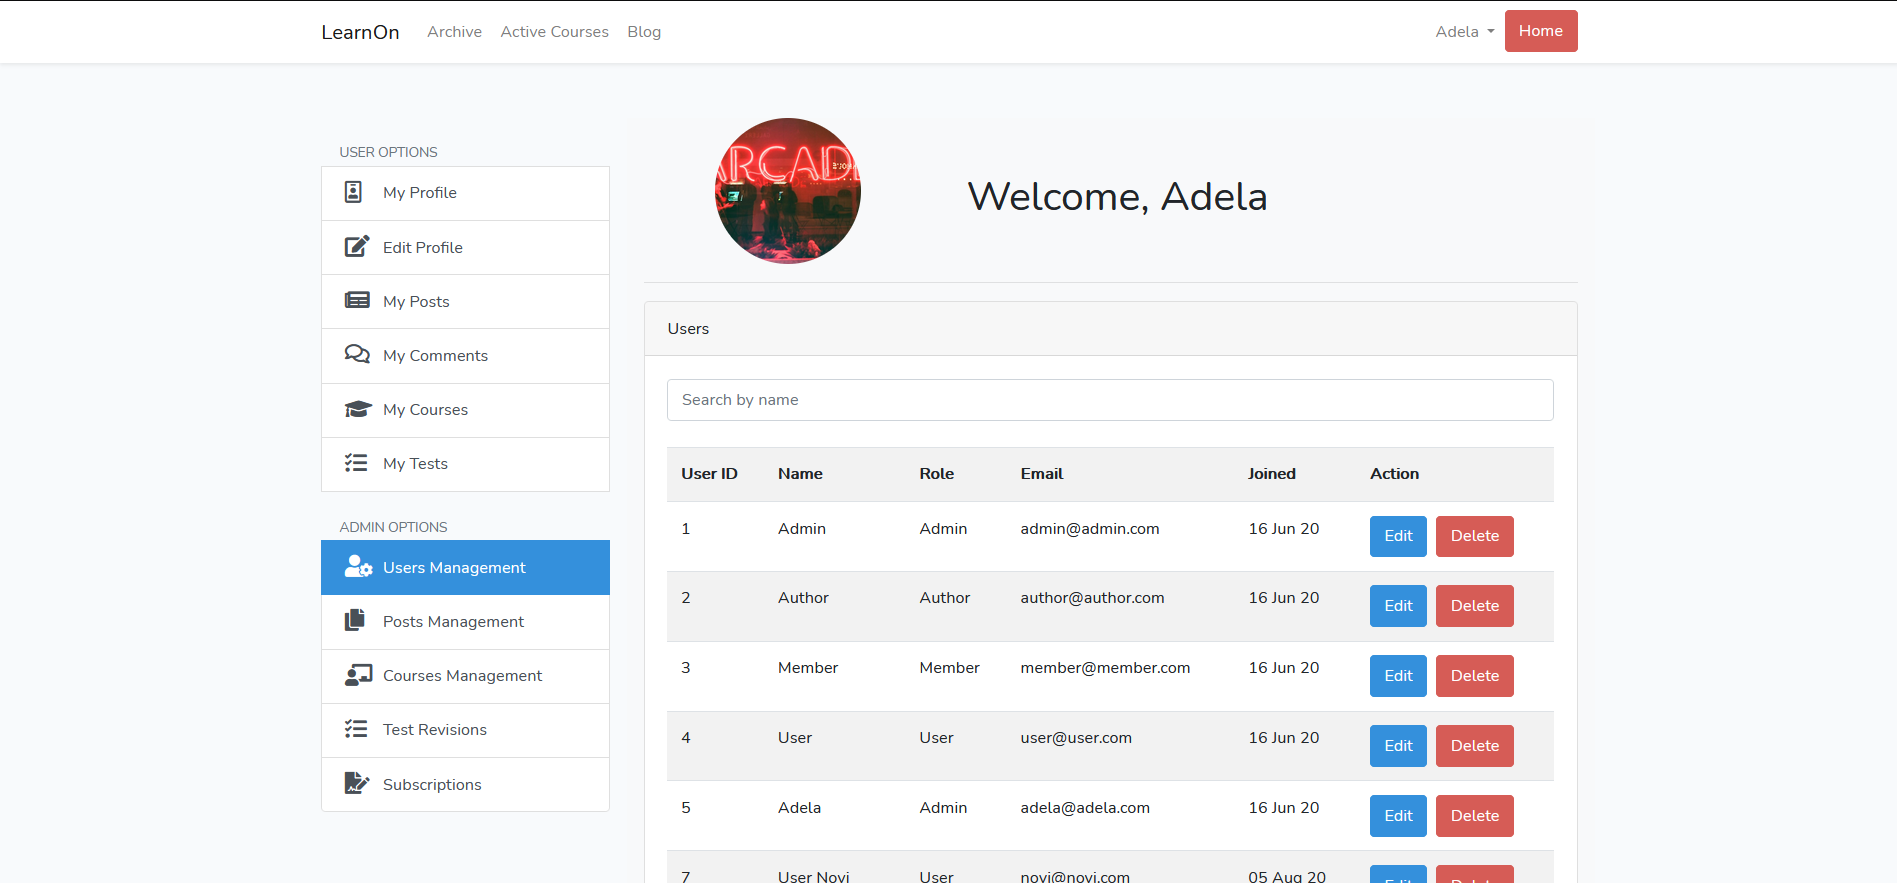 LearnOn Archive Active Courses Blog Adela Home
USER OPTIONS
My Profile
Edit Profile
My Posts
My Comments
My Courses
My Tests
ADMIN OPTIONS
Users Management
Posts Management
Courses Management
Test Revisions
Subscriptions
ARCADE
Welcome, Adela
Users
Search by name
User ID Name Role Email Joined Action
1 Admin Admin admin@admin.com 16 Jun 20 Edit Delete
2 Author Author author@author.com 16 Jun 20 Edit Delete
3 Member Member member@member.com 16 Jun 20 Edit Delete
4 User User user@user.com 16 Jun 20 Edit Delete
5 Adela Admin adela@adela.com 16 Jun 20 Edit Delete
7 User Novi User novi@novi.com 05 Aug 20 Edit Delete